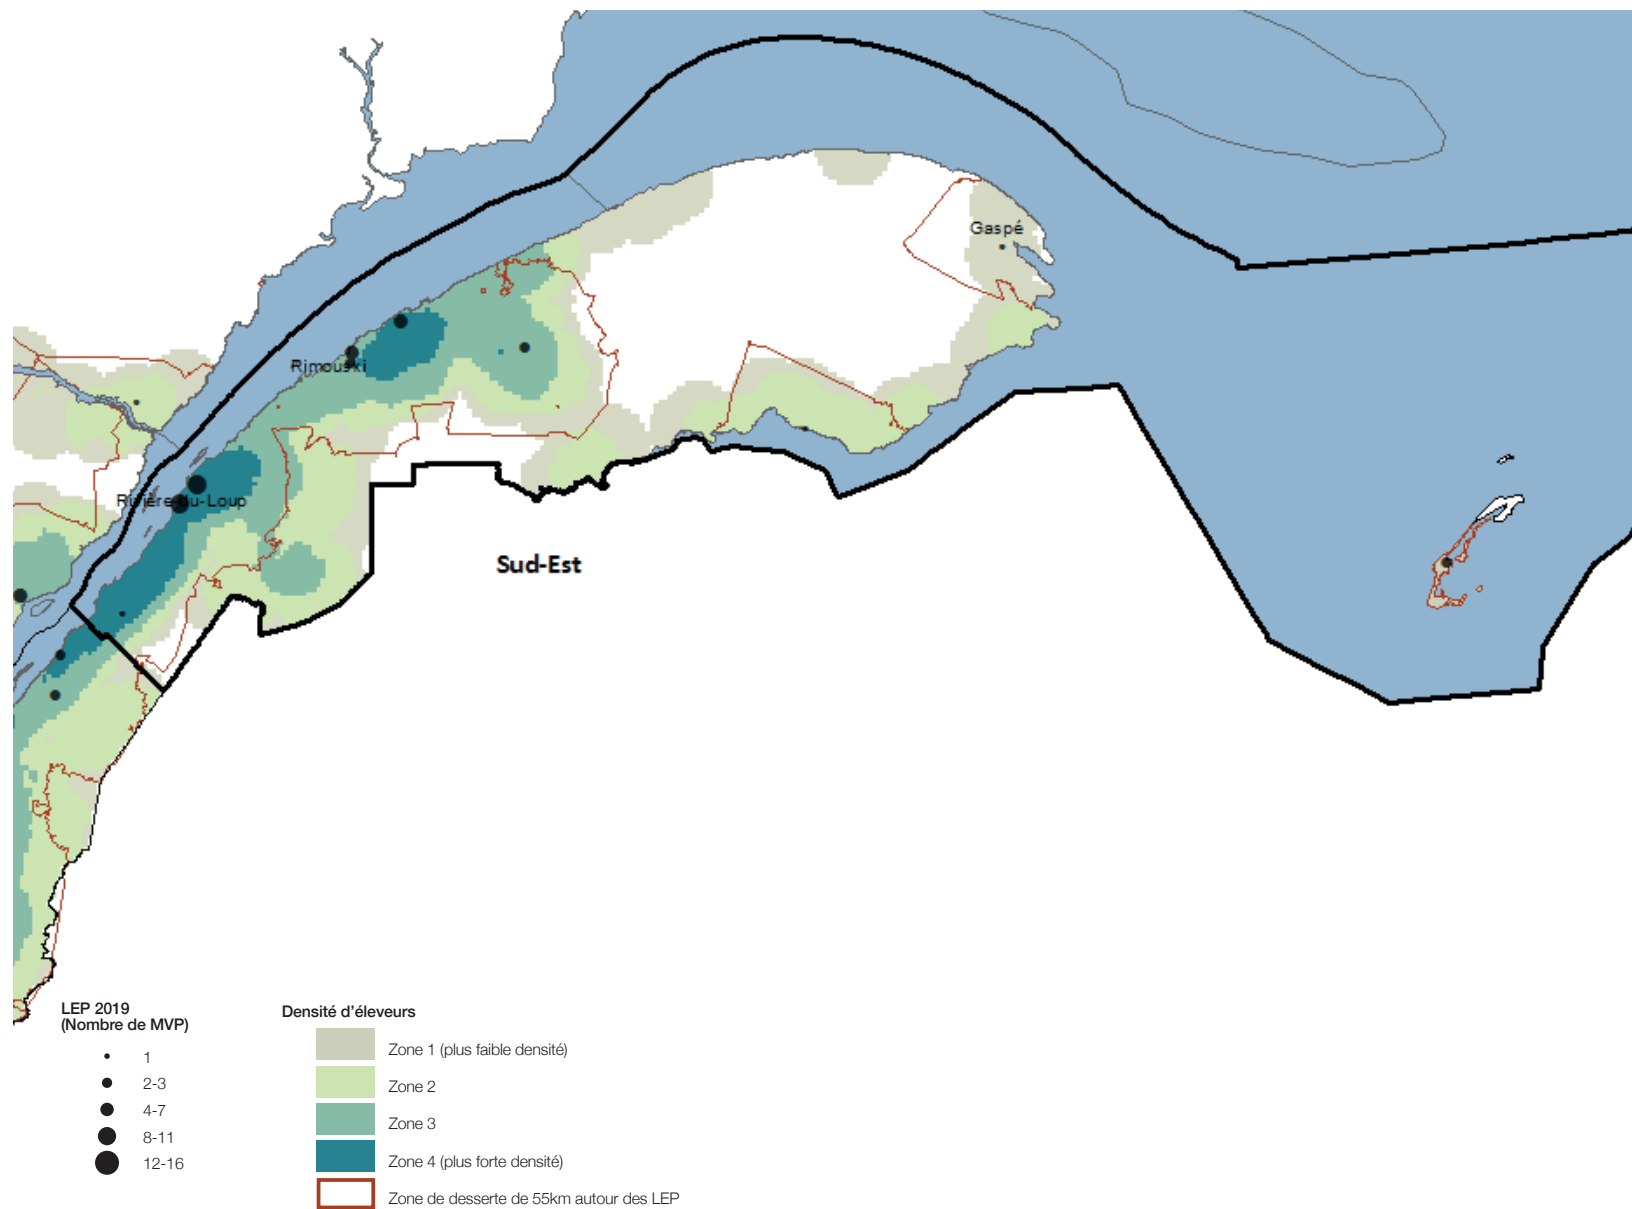 Gaspé
Rimouski
Rivière-du-Loup
Sud-Est
LEP 2019
(Nombre de MVP)
1
2-3
4-7
8-11
12-16
Densité d’éleveurs
Zone 1 (plus faible densité)
Zone 2
Zone 3
Zone 4 (plus forte densité)
Zone de desserte de 55km autour des LEP